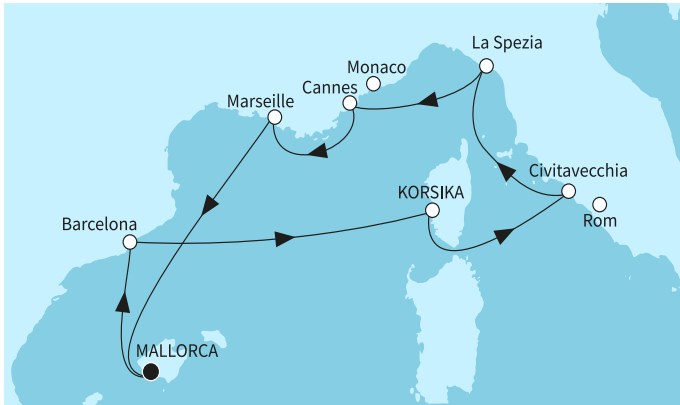 La Spezia
Monaco
Cannes
Marseille
Civitavecchia
KORSIKA
Rom
Barcelona
MALLORCA